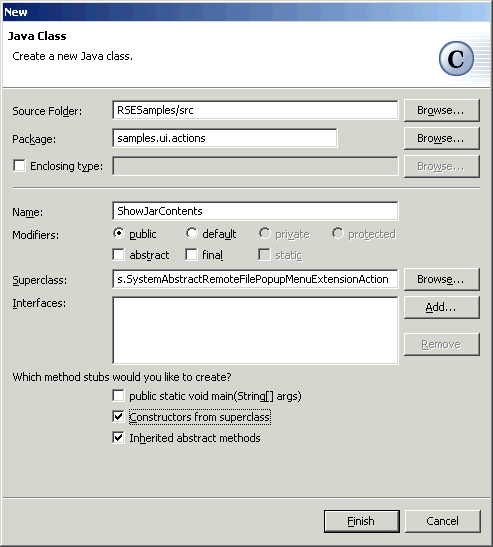 New
Java Class
Create a new Java class.
C
Source Folder: RSESamples/src Browse...
Package: samples.ui.actions Browse...
Enclosing type: Browse...
Name: ShowJarContents
Modifiers: public default private protected
abstract final static
Superclass: s.SystemAbstractRemoteFilePopupMenuExtensionAction Browse...
Interfaces: Add...
Remove
Which method stubs would you like to create?
public static void main(String[] args)
Constructors from superclass
Inherited abstract methods
Finish Cancel